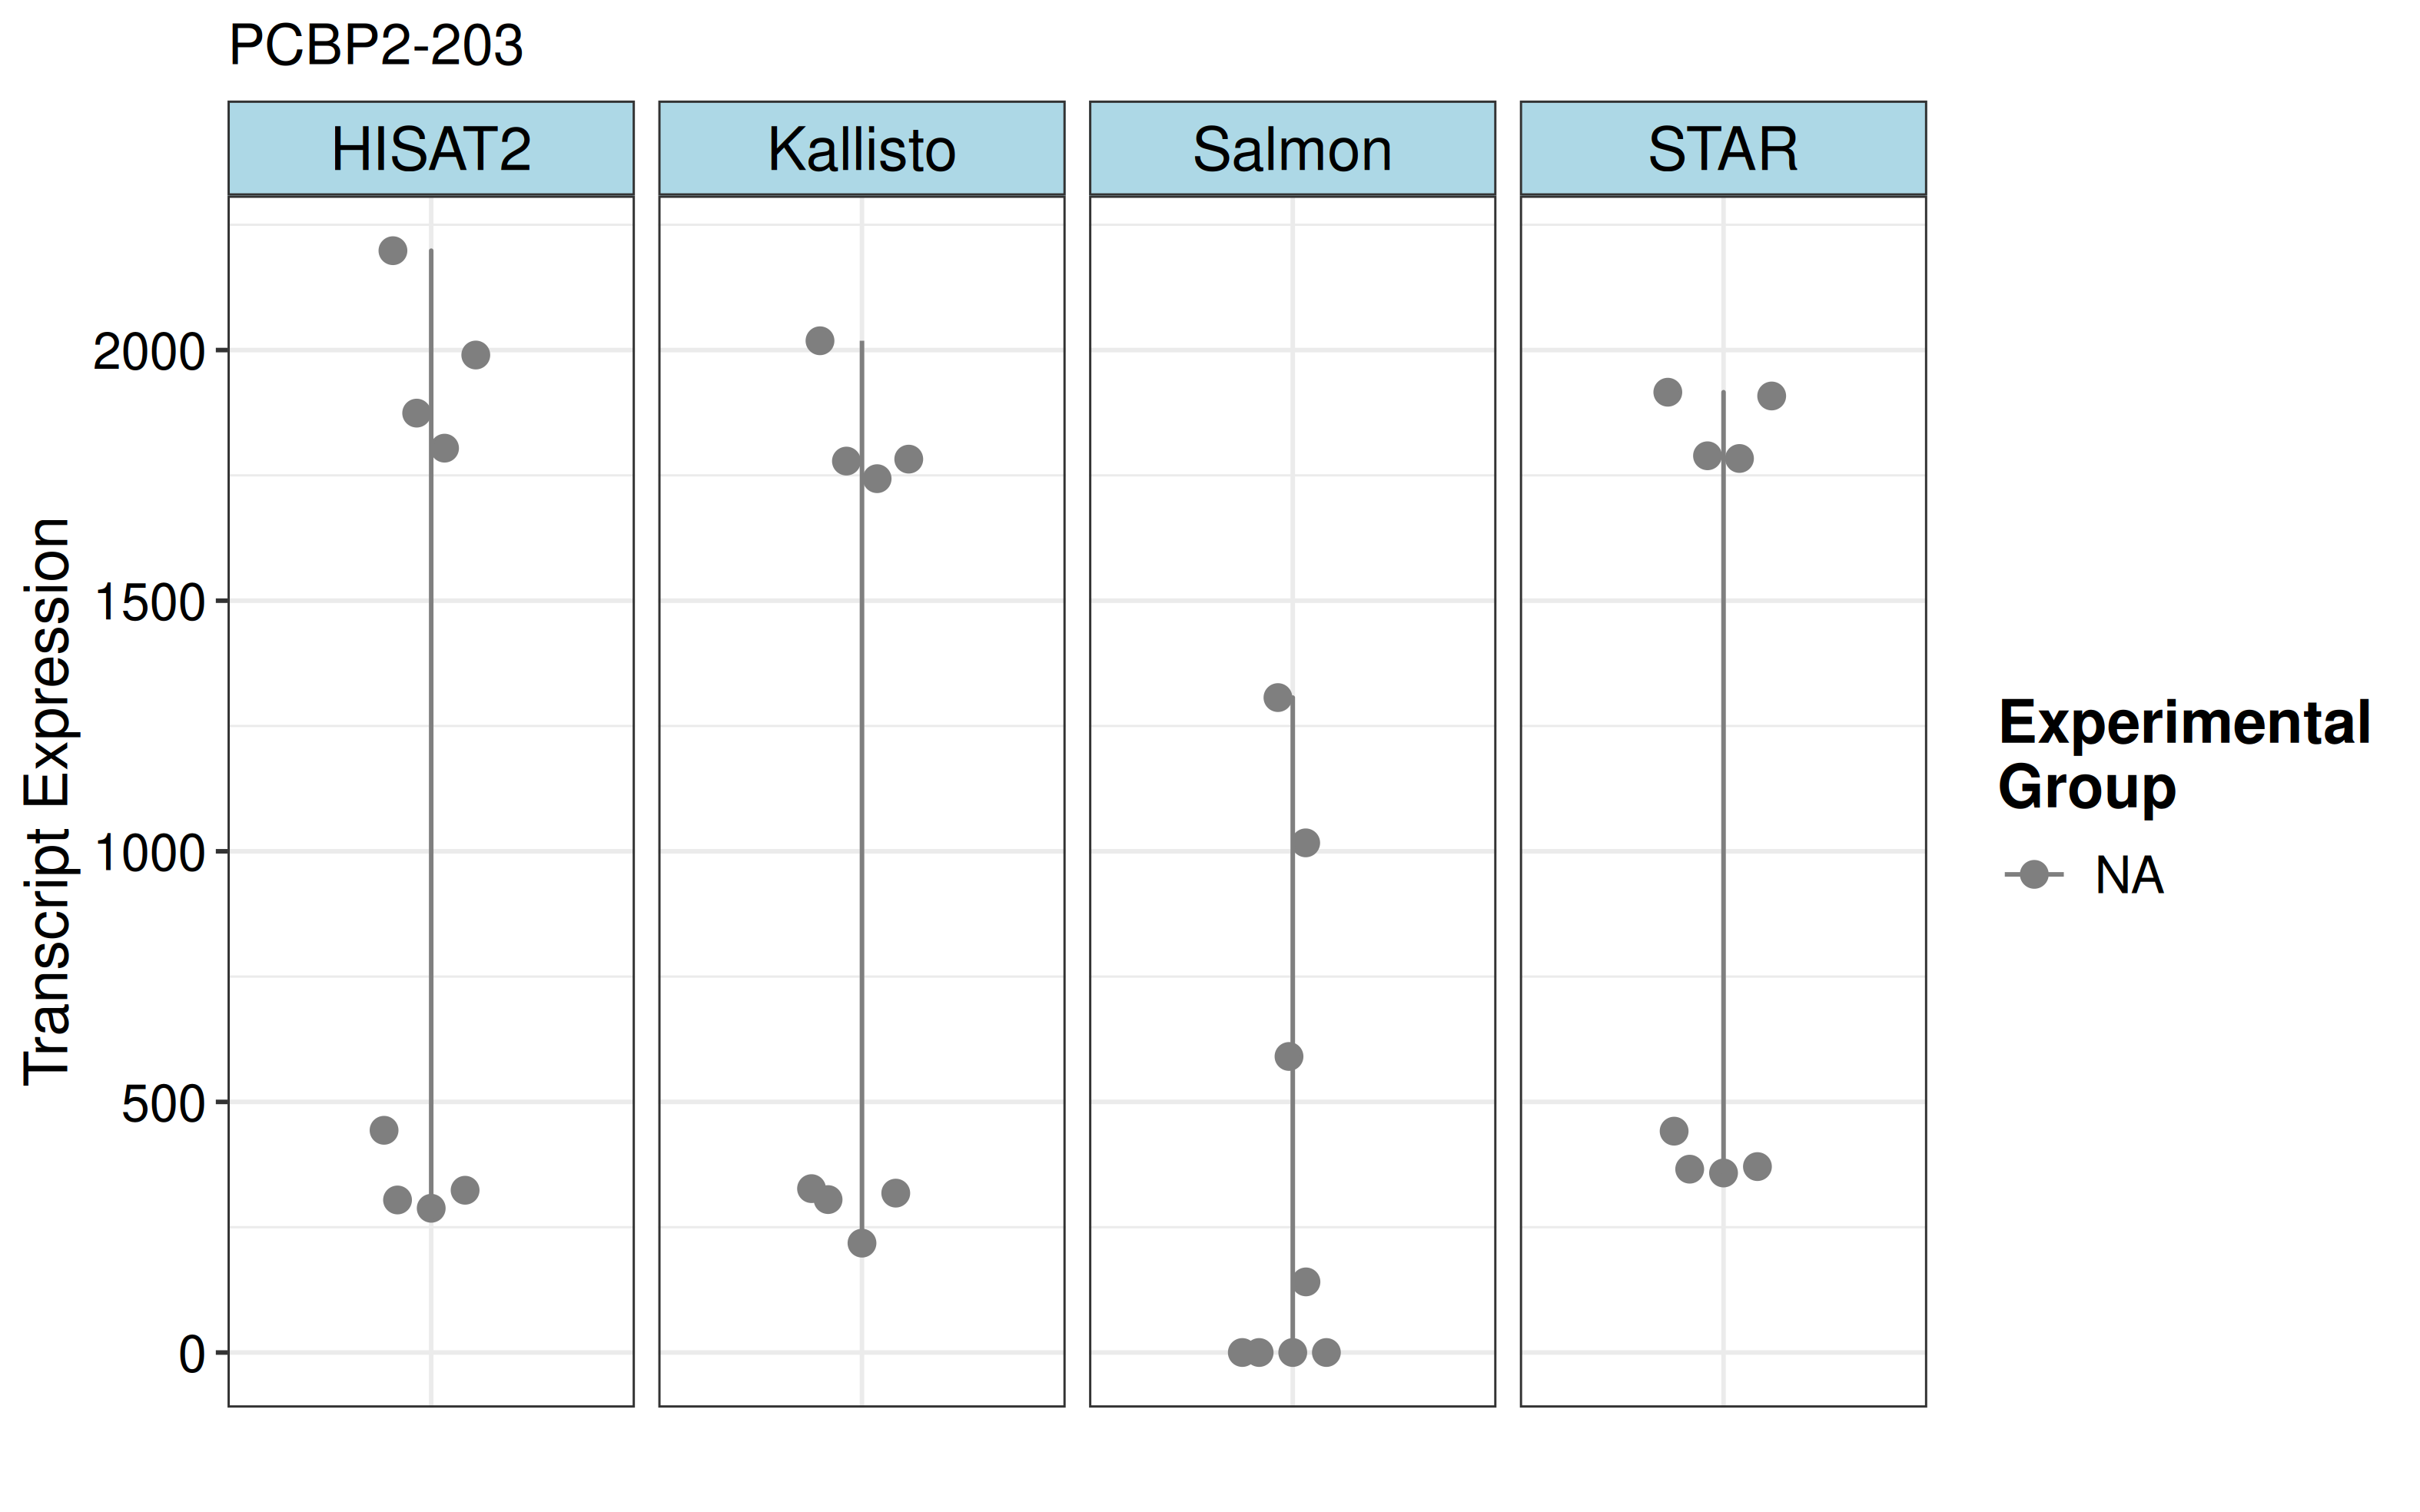 PCBP2-203
HISAT2
Kallisto
Salmon
STAR
Transcript Expression
2000
1500
1000
500
0
Experimental
Group
NA